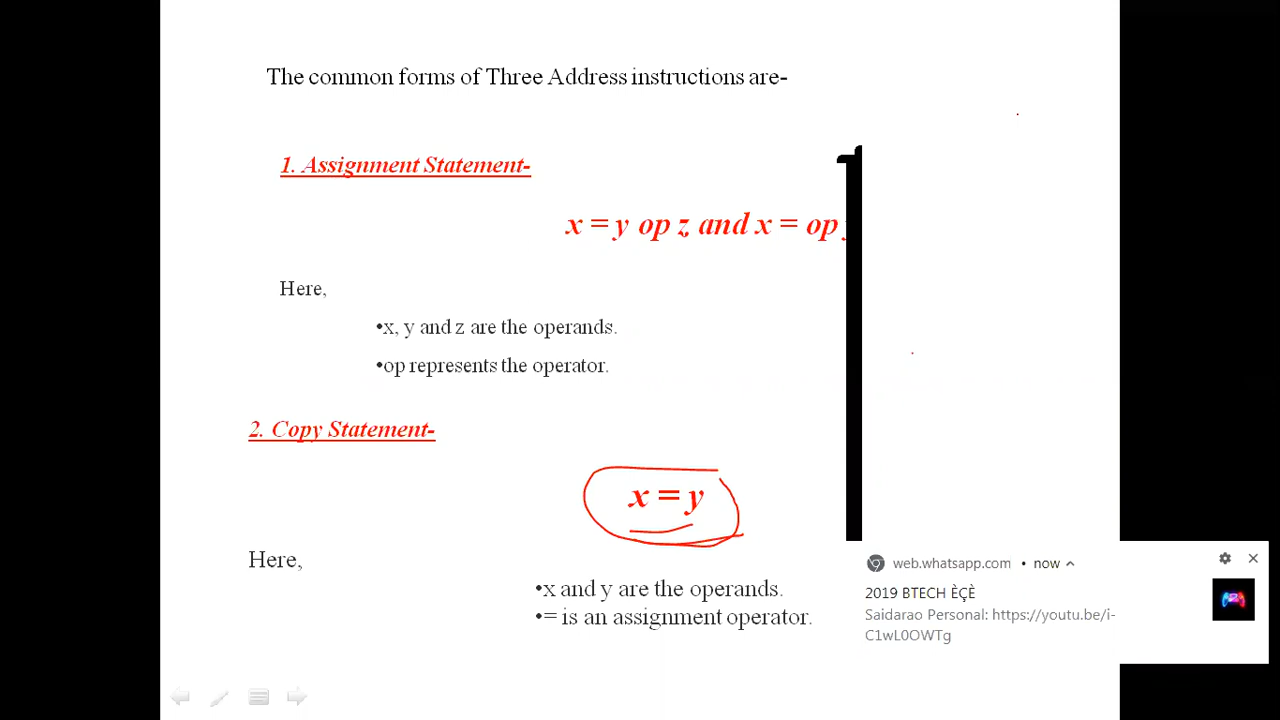 The common forms of Three Address instructions are-
1. Assignment Statement-
x = y op z and x = op
Here,
•x, y and z are the operands.
•op represents the operator.
2. Copy Statement-
x = y
Here,
•x and y are the operands.
•= is an assignment operator.
web.whatsapp.com • now
2019 BTECH ÈÇÈ
Saidarao Personal: https://youtu.be/i-
C1wL0OWTg